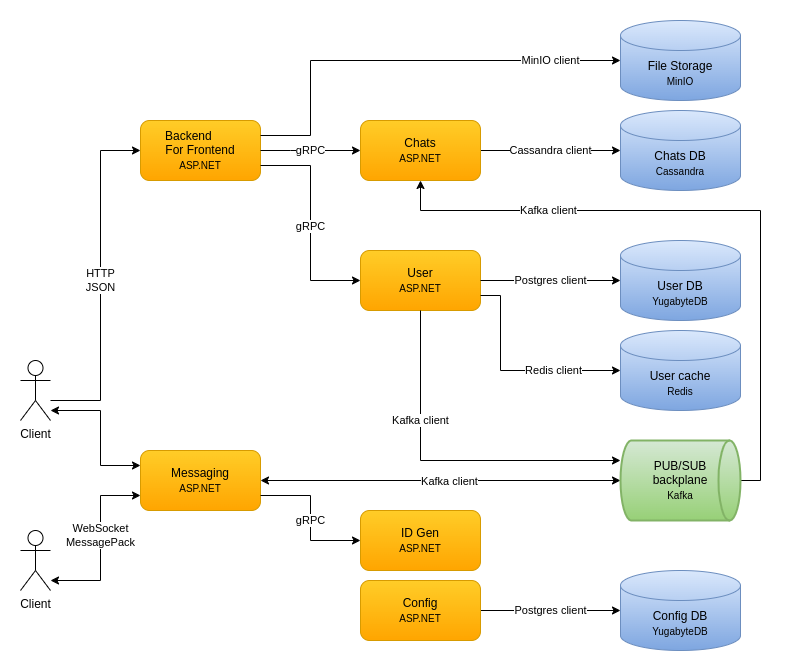 MinIO client
File Storage
MinIO
Backend
For Frontend
ASP.NET
gRPC
Chats
ASP.NET
Cassandra client
Chats DB
Cassandra
Kafka client
gRPC
HTTP
JSON
User
ASP.NET
Postgres client
User DB
YugabyteDB
Redis client
User cache
Redis
Client
Kafka client
Messaging
ASP.NET
Kafka client
PUB/SUB
backplane
Kafka
WebSocket
MessagePack
gRPC
ID Gen
ASP.NET
Client
Config
ASP.NET
Postgres client
Config DB
YugabyteDB